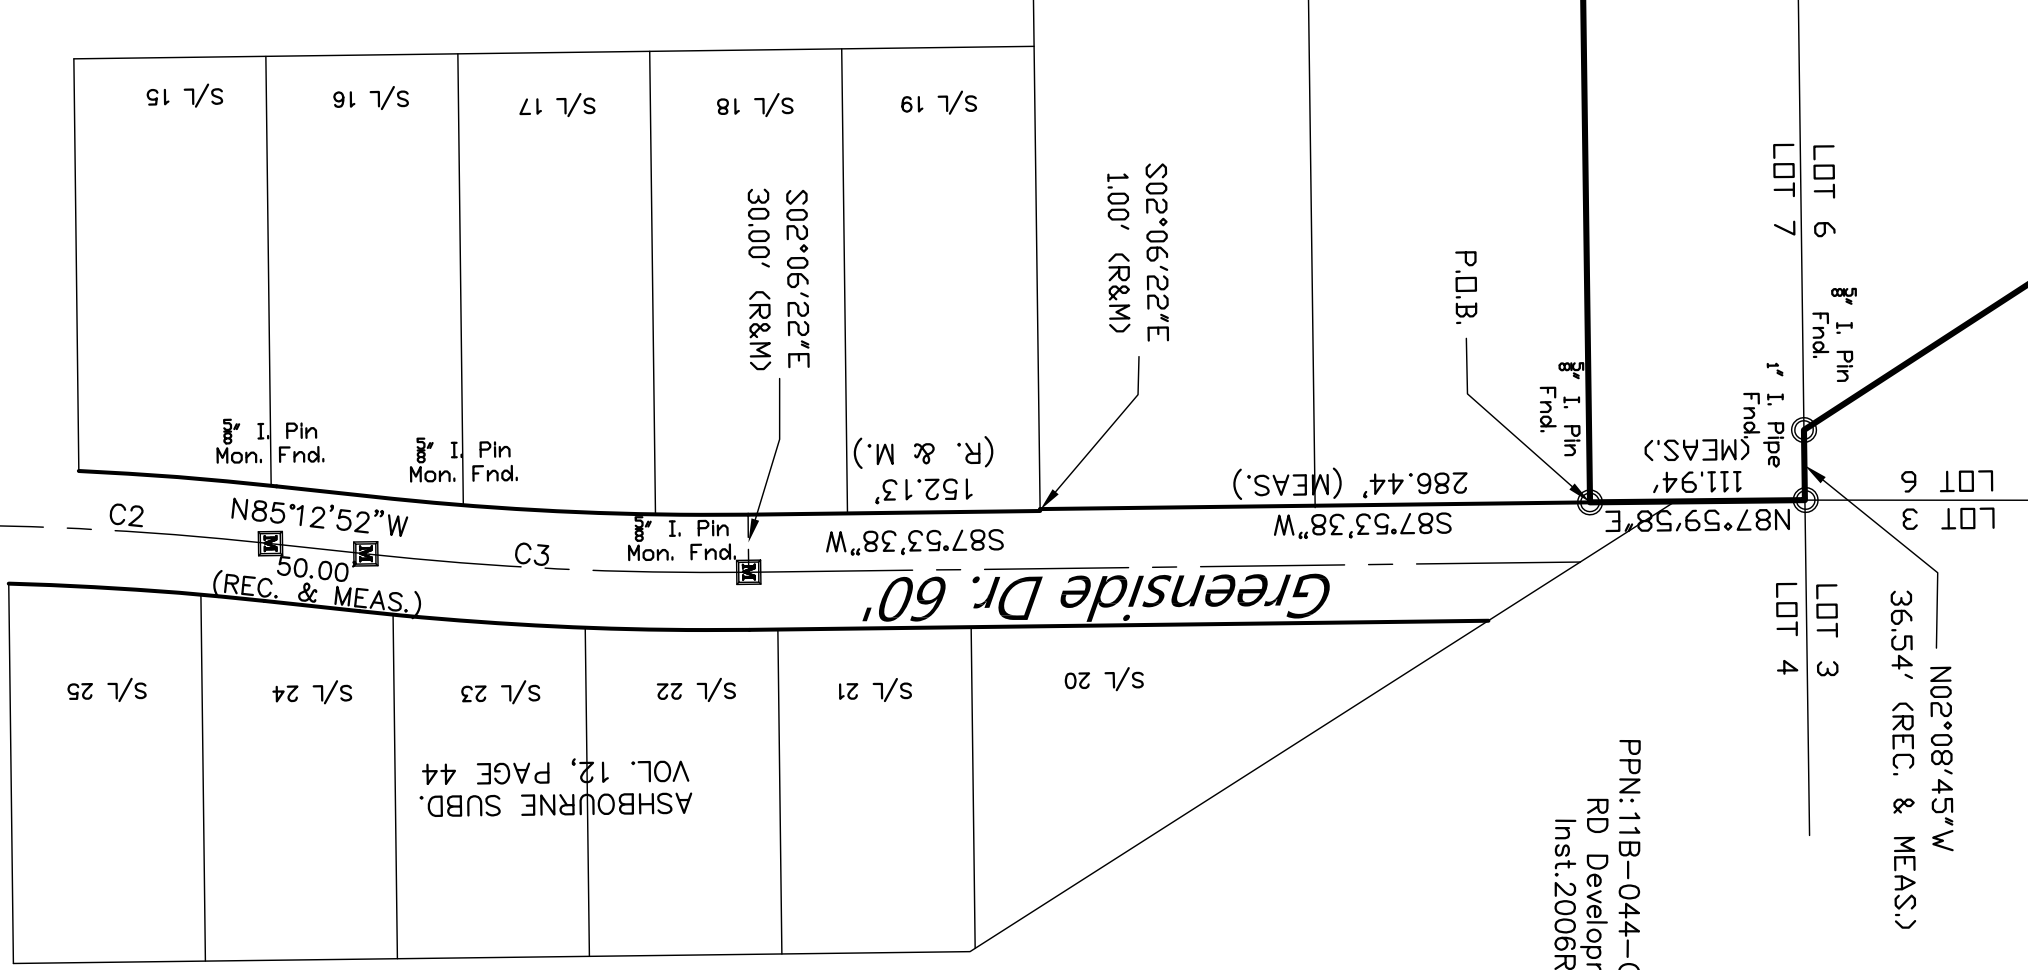 S/L 15
S/L 16
S/L 17
S/L 18
S/L 19
S02°06'22"E
30.00' (R&M)
S02°06'22"E
1.00' (R&M)
P.O.B.
LOT 6
LOT 7
5/8" I. Pin
Fnd.
5/8" I. Pin
Fnd.
1" I. Pipe
Fnd.
5/8" I. Pin
Mon. Fnd.
5/8" I. Pin
Mon. Fnd.
5/8" I. Pin
Mon. Fnd.
152.13'
(R. & M.)
S87°53'38"W
286.44' (MEAS.)
S87°53'38"W
111.94'
(MEAS.)
N87°59'58"E
LOT 6
LOT 3
C2
N85°12'52"W
50.00'
(REC. & MEAS.)
C3
M
M
M
Greenside Dr. 60'
LOT 3
LOT 4
N02°08'45"W
36.54' (REC. & MEAS.)
S/L 25
S/L 24
S/L 23
S/L 22
S/L 21
S/L 20
ASHBOURNE SUBD.
VOL. 12, PAGE 44
PPN:11B-044-
RD Develop
Inst.2006R